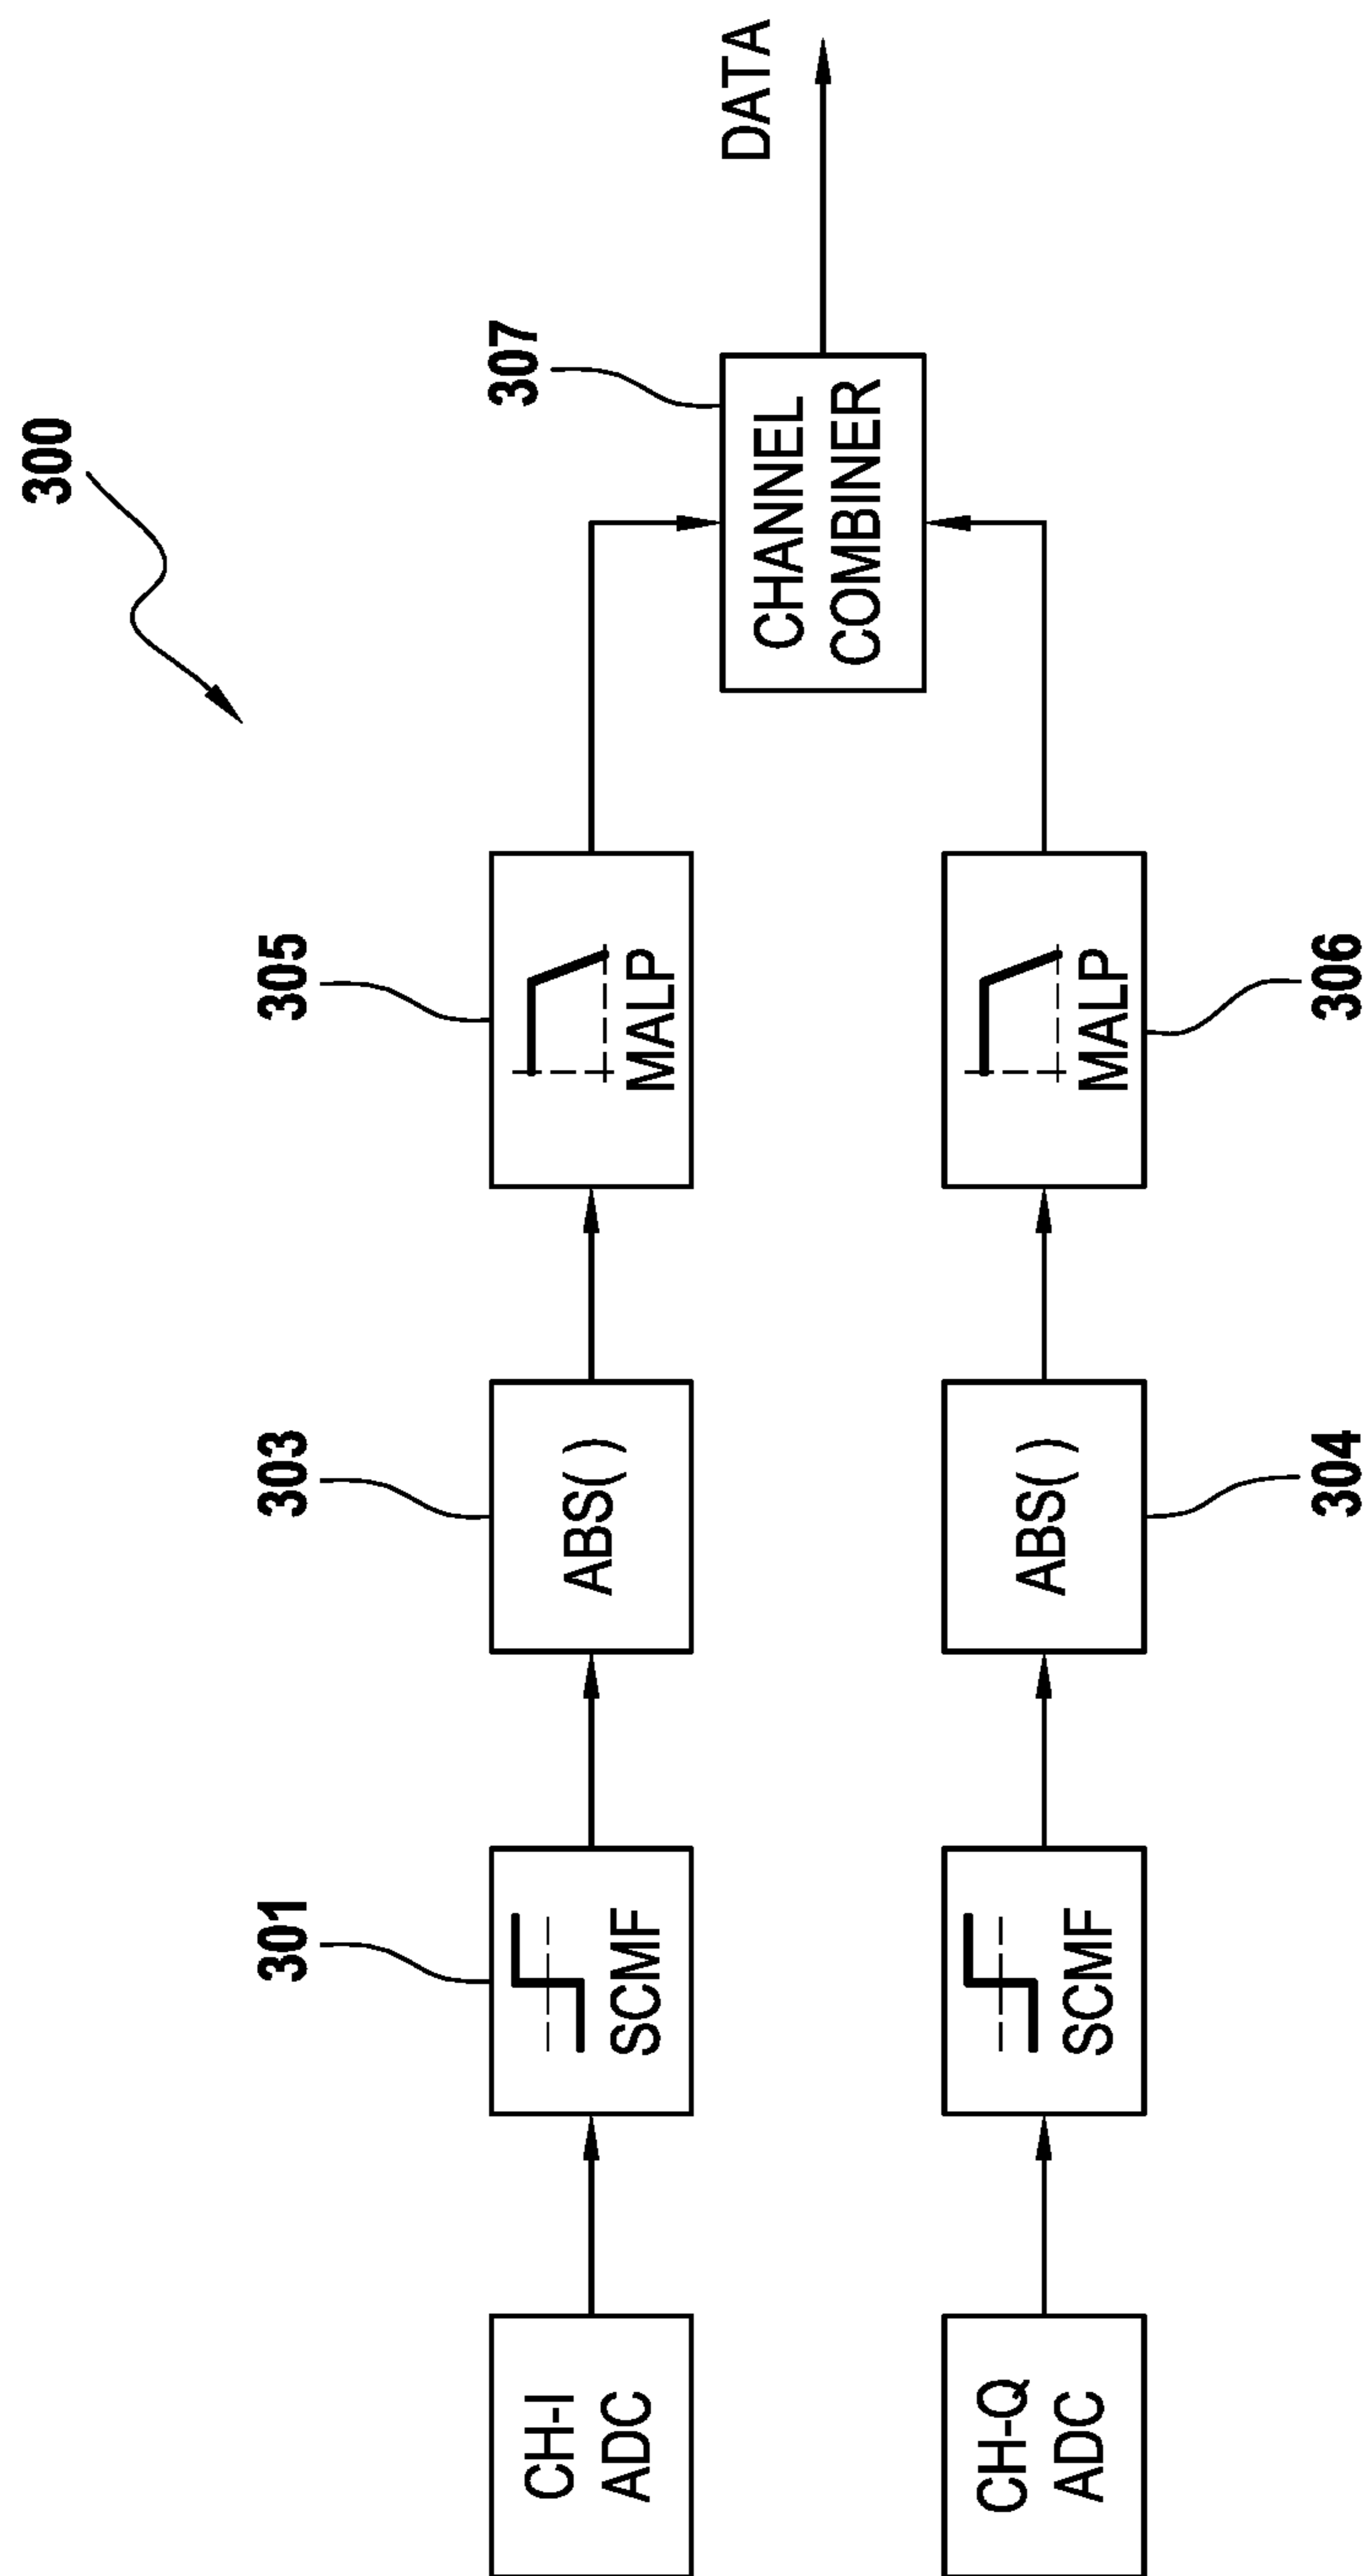 300
307
DATA
305
303
301
CH-I
ADC
SCMF
ABS( )
MALP
CHANNEL
COMBINER
CH-Q
ADC
SCMF
ABS( )
MALP
304
306